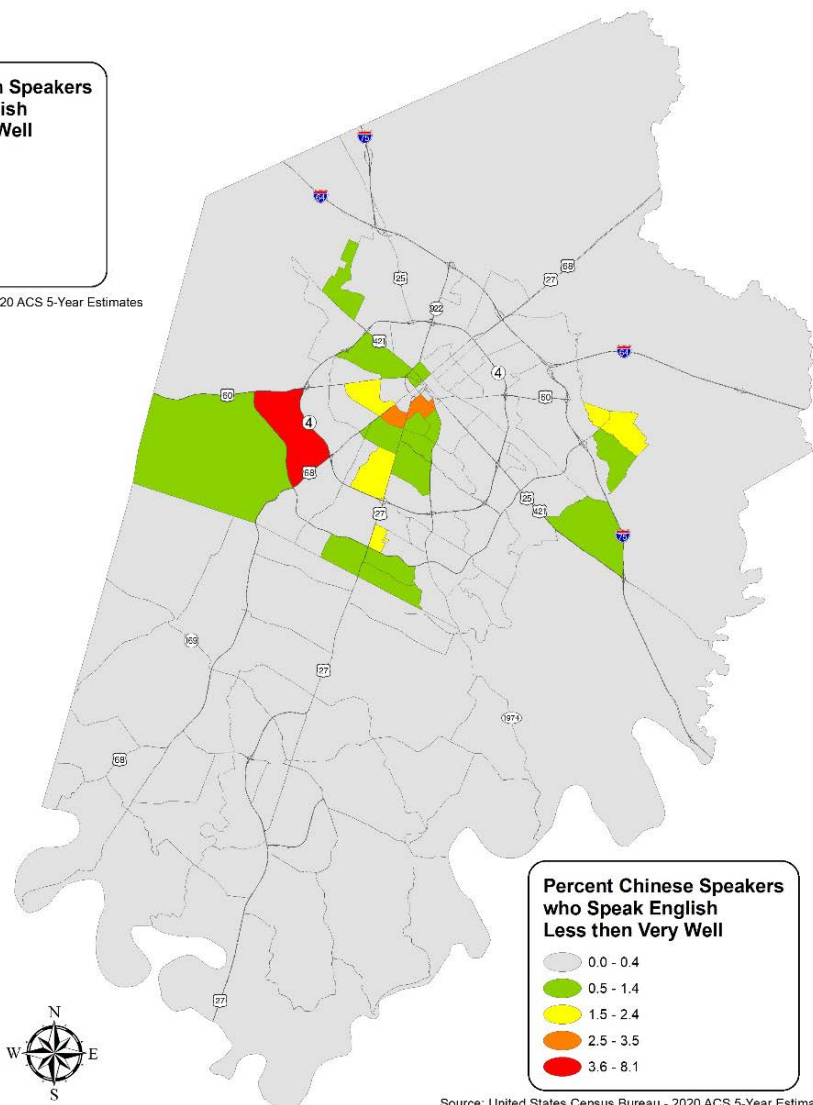 n Speakers
ish
Well
20 ACS 5-Year Estimates
75
64
68
27
25
922
421
4
64
60
60
4
68
25
421
27
75
169
27
1974
68
27
Percent Chinese Speakers
who Speak English
Less then Very Well
0.0 - 0.4
0.5 - 1.4
1.5 - 2.4
2.5 - 3.5
3.6 - 8.1
N
W E
S
Source: United States Census Bureau - 2020 ACS 5-Year Estima